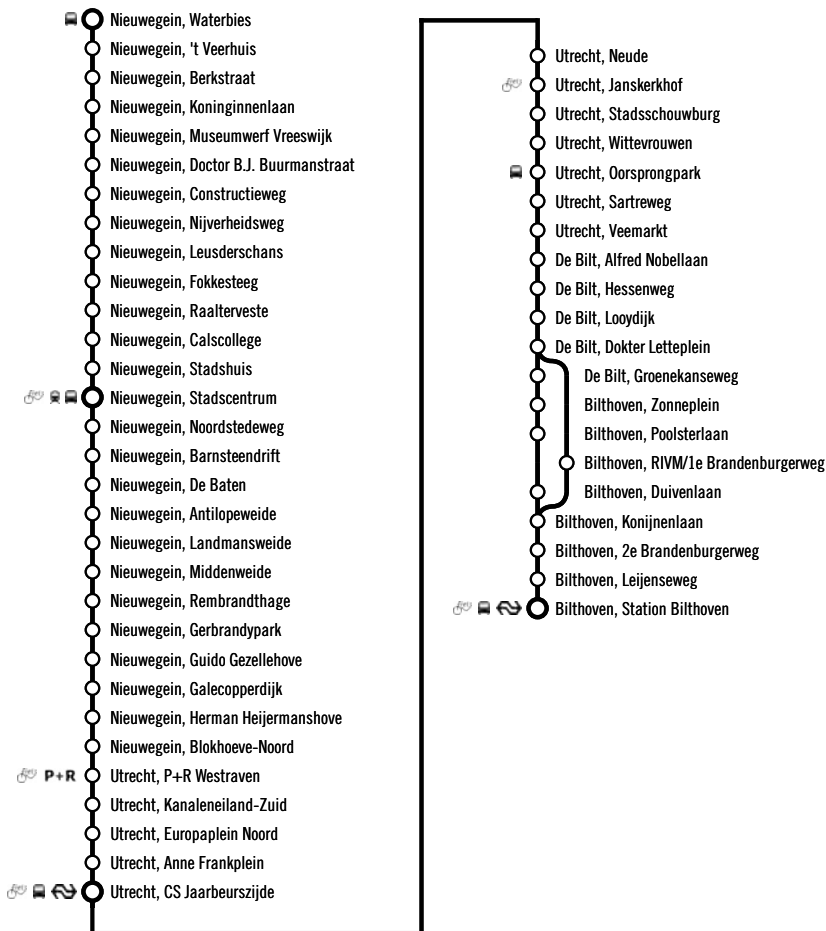 Nieuwegein, Waterbies
Nieuwegein, 't Veerhuis
Nieuwegein, Berkstraat
Nieuwegein, Koninginnenlaan
Nieuwegein, Museumwerf Vreeswijk
Nieuwegein, Doctor B.J. Buurmanstraat
Nieuwegein, Constructieweg
Nieuwegein, Nijverheidsweg
Nieuwegein, Leusderschans
Nieuwegein, Fokkesteeg
Nieuwegein, Raalterveste
Nieuwegein, Calscollege
Nieuwegein, Stadshuis
Nieuwegein, Stadscentrum
Nieuwegein, Noordstedeweg
Nieuwegein, Barnsteendrift
Nieuwegein, De Baten
Nieuwegein, Antilopeweide
Nieuwegein, Landmansweide
Nieuwegein, Middenweide
Nieuwegein, Rembrandthage
Nieuwegein, Gerbrandypark
Nieuwegein, Guido Gezellehove
Nieuwegein, Galecopperdijk
Nieuwegein, Herman Heijermanshove
Nieuwegein, Blokhoeve-Noord
P+R Utrecht, P+R Westraven
Utrecht, Kanaleneiland-Zuid
Utrecht, Europaplein Noord
Utrecht, Anne Frankplein
Utrecht, CS Jaarbeurszijde
Utrecht, Neude
Utrecht, Janskerkhof
Utrecht, Stadsschouwburg
Utrecht, Wittevrouwen
Utrecht, Oorsprongpark
Utrecht, Sartreweg
Utrecht, Veemarkt
De Bilt, Alfred Nobellaan
De Bilt, Hessenweg
De Bilt, Looydijk
De Bilt, Dokter Letteplein
De Bilt, Groenekanseweg
Bilthoven, Zonneplein
Bilthoven, Poolsterlaan
Bilthoven, RIVM/1e Brandenburgerweg
Bilthoven, Duivenlaan
Bilthoven, Konijnenlaan
Bilthoven, 2e Brandenburgerweg
Bilthoven, Leijenseweg
Bilthoven, Station Bilthoven